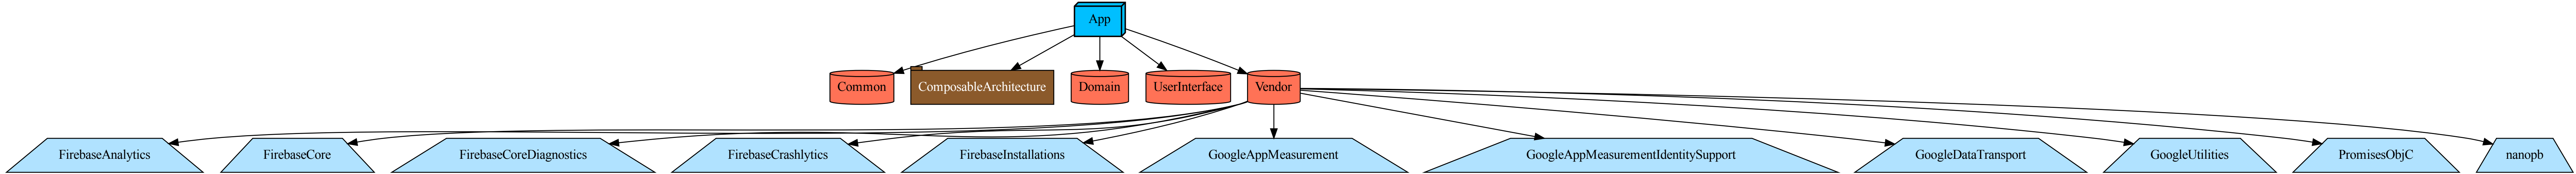 App
Common
ComposableArchitecture
Domain
UserInterface
Vendor
FirebaseAnalytics
FirebaseCore
FirebaseCoreDiagnostics
FirebaseCrashlytics
FirebaseInstallations
GoogleAppMeasurement
GoogleAppMeasurementIdentitySupport
GoogleDataTransport
GoogleUtilities
PromisesObjC
nanopb